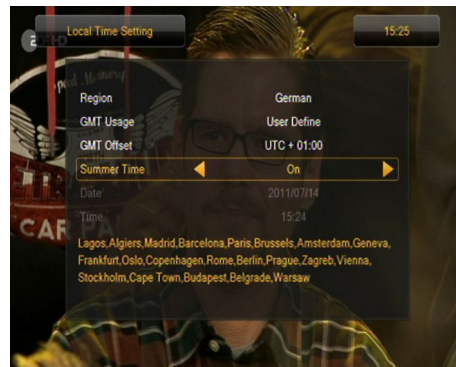 Local Time Setting
15:25
Region German
GMT Usage User Define
GMT Offset UTC + 01:00
Summer Time On
Date 2011/07/14
Time 15:24
Lagos,Algiers,Madrid,Barcelona,Paris,Brussels,Amsterdam,Geneva,
Frankfurt,Oslo,Copenhagen,Rome,Berlin,Prague,Zagreb,Vienna,
Stockholm,Cape Town,Budapest,Belgrade,Warsaw
CAR PA